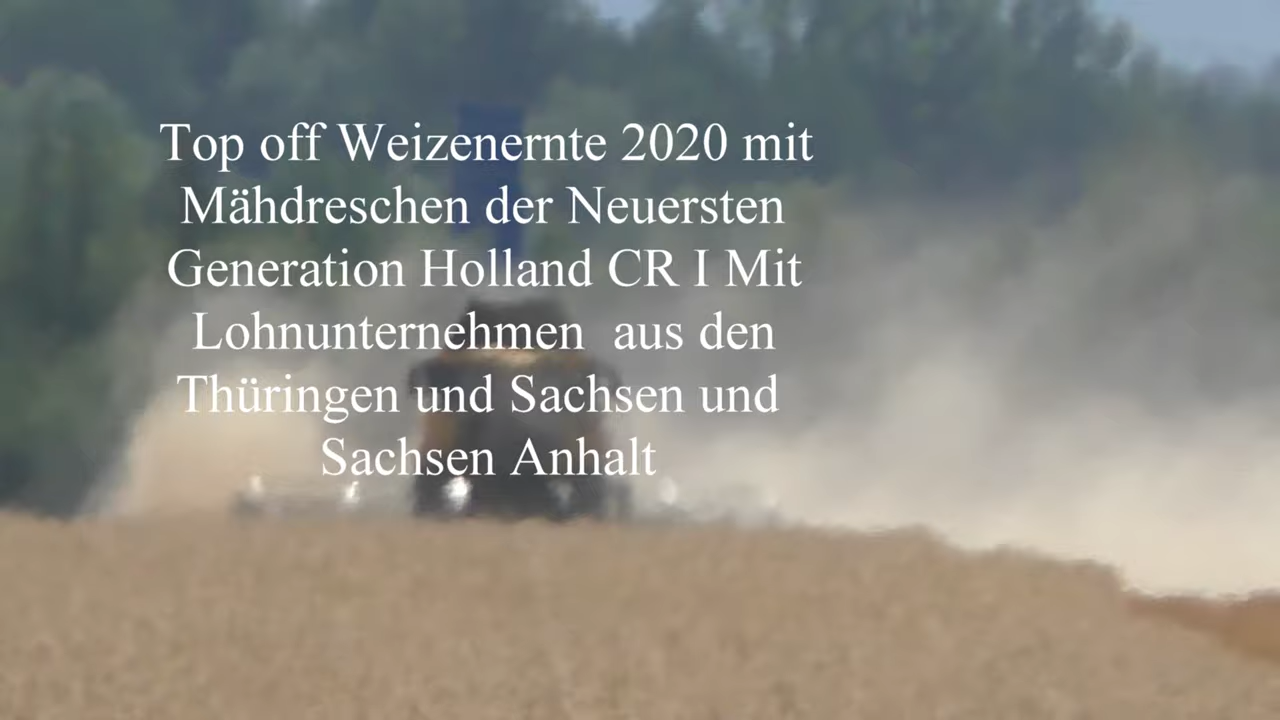 Top off Weizenernte 2020 mit
Mähdreschen der Neuersten
Generation Holland CR I Mit
Lohnunternehmen aus den
Thüringen und Sachsen und
Sachsen Anhalt